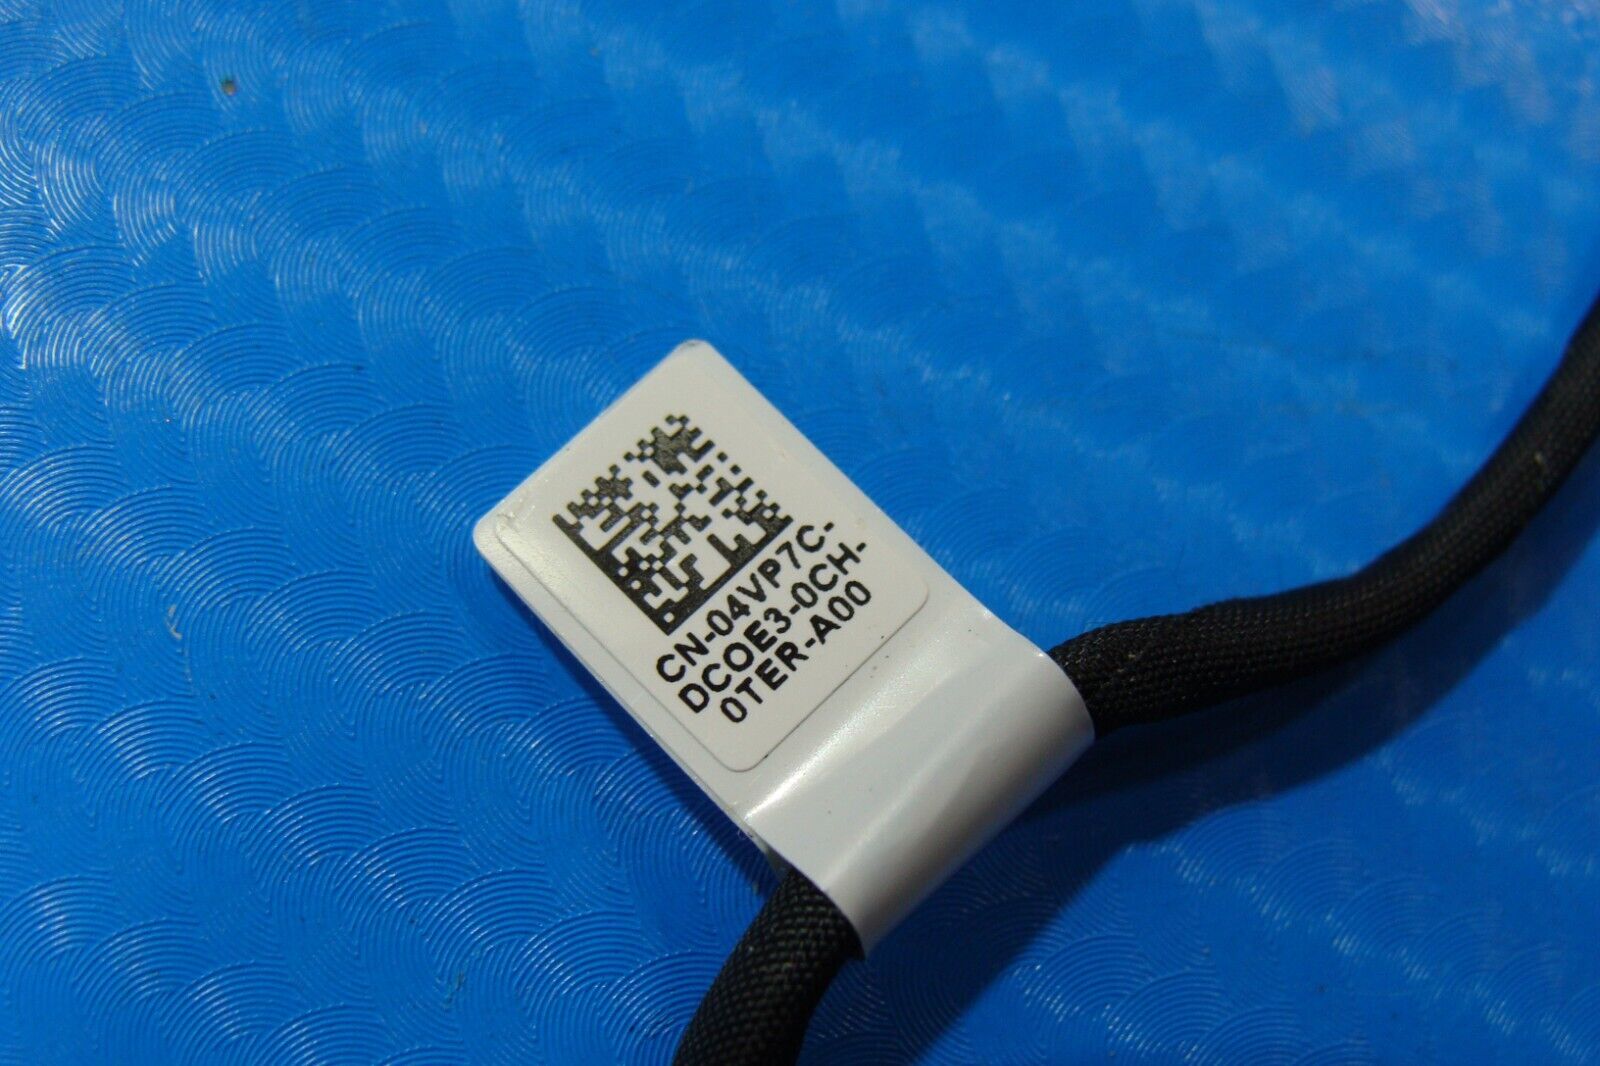 CN-04VP7C-
DCOE3-0CH-
0TER-A00